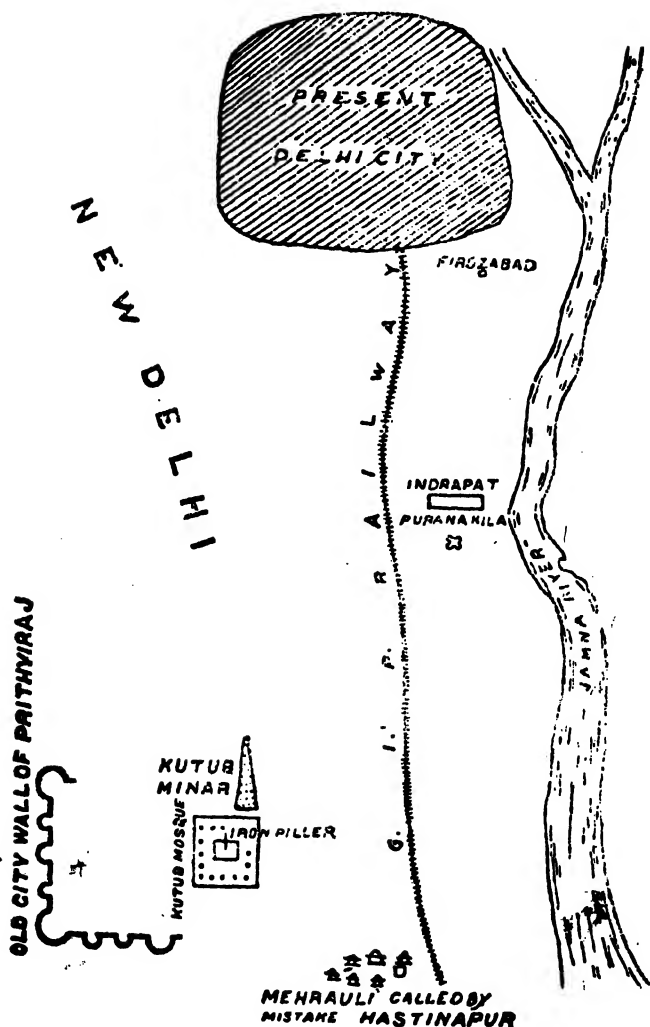 PRESENT
DELHI CITY
NEW DELHI
FIROZABAD
G. I. P. RAILWAY
INDRAPAT
PURANA KILA
JAMNA RIVER
OLD CITY WALL OF PRITHVIRAJ
KUTUB
MINAR
KUTUB MOSQUE
IRON PILLER
MEHRAULI CALLED BY
MISTAKE HASTINAPUR